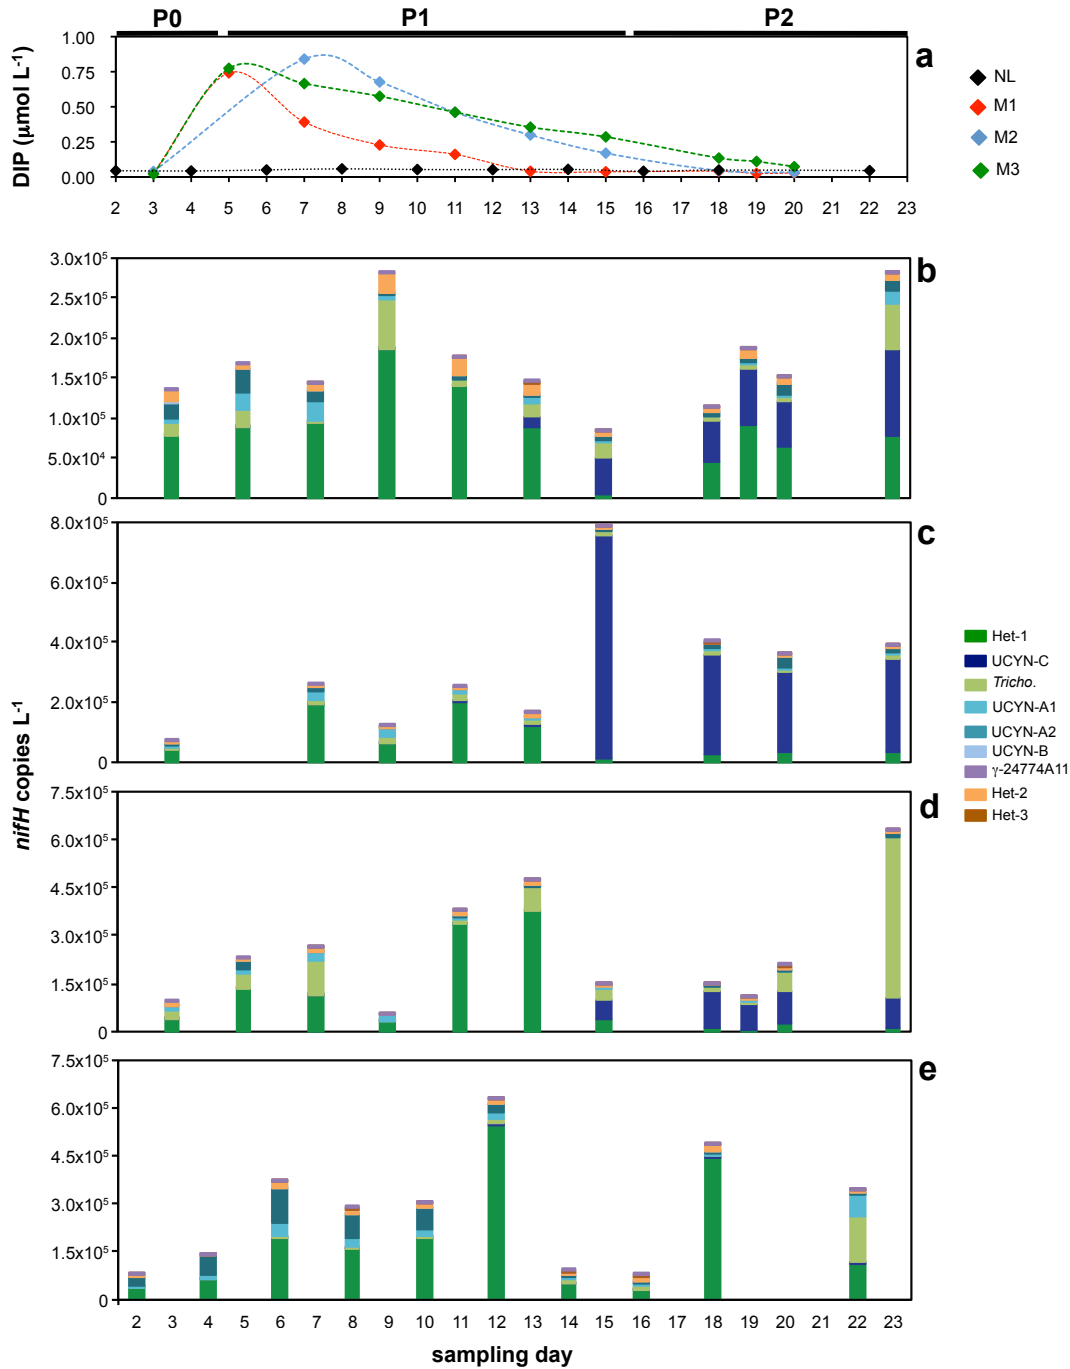 P0 P1 P2
a
DIP (μmol L-1)
1.00
0.75
0.50
0.25
0.00
2 3 4 5 6 7 8 9 10 11 12 13 14 15 16 17 18 19 20 21 22 23
NL
M1
M2
M3
b
3.0x10⁵
2.5x10⁵
2.0x10⁵
1.5x10⁵
1.0x10⁵
5.0x10⁴
0
c
8.0x10⁵
6.0x10⁵
4.0x10⁵
2.0x10⁵
0
nifH copies L-1
Het-1
UCYN-C
Tricho.
UCYN-A1
UCYN-A2
UCYN-B
γ-24774A11
Het-2
Het-3
d
7.5x10⁵
6.0x10⁵
4.5x10⁵
3.0x10⁵
1.5x10⁵
0
e
7.5x10⁵
6.0x10⁵
4.5x10⁵
3.0x10⁵
1.5x10⁵
0
2 3 4 5 6 7 8 9 10 11 12 13 14 15 16 17 18 19 20 21 22 23
sampling day